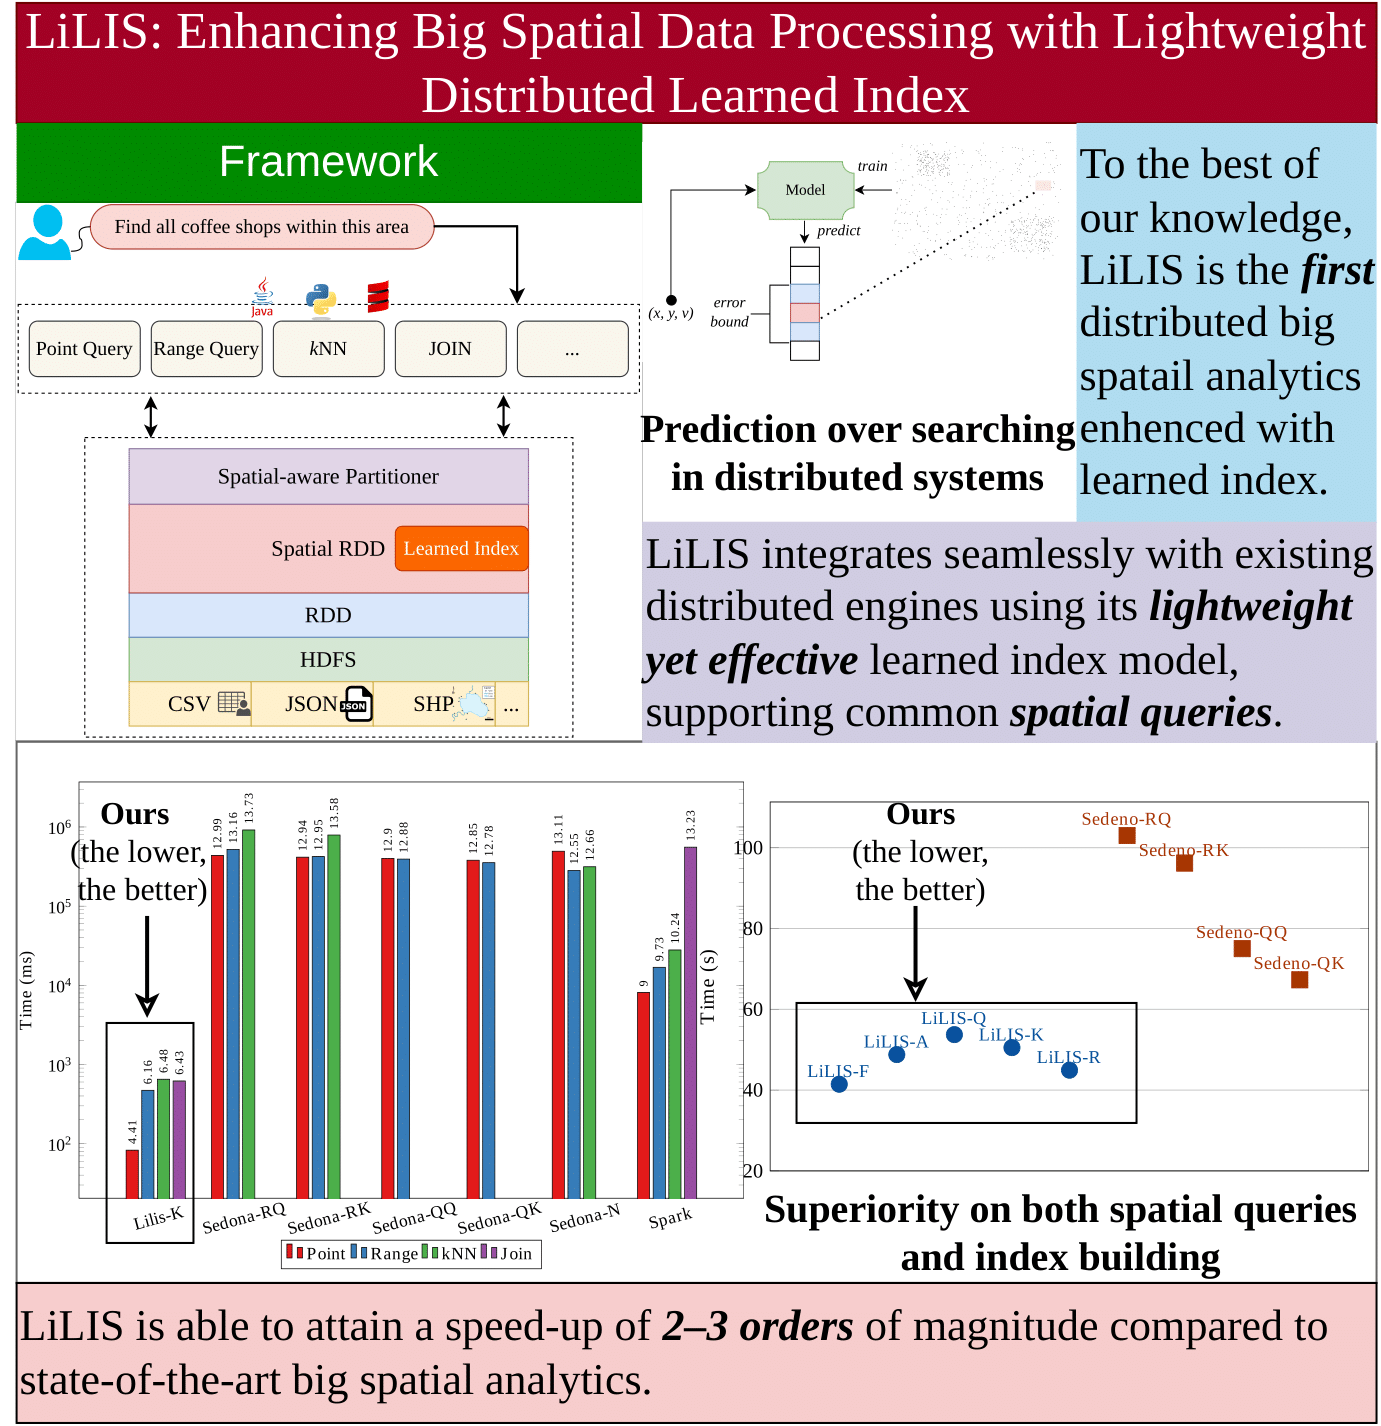 LiLIS: Enhancing Big Spatial Data Processing with Lightweight
Distributed Learned Index
Framework
Find all coffee shops within this area
Java
Point Query
Range Query
kNN
JOIN
...
Spatial-aware Partitioner
Spatial RDD
Learned Index
RDD
HDFS
CSV
JSON
JSON
SHP
...
Model
train
predict
(x, y, v)
error
bound
Prediction over searching
in distributed systems
To the best of
our knowledge,
LiLIS is the first
distributed big
spatail analytics
enhenced with
learned index.
LiLIS integrates seamlessly with existing
distributed engines using its lightweight
yet effective learned index model,
supporting common spatial queries.
Ours
(the lower,
the better)
Time (ms)
10^6
10^5
10^4
10^3
10^2
4.41
6.16
6.48
6.43
12.99
13.16
13.73
12.94
12.95
13.58
12.9
12.88
12.85
12.78
13.11
12.55
12.66
9
9.73
10.24
13.23
Lilis-K
Sedona-RQ
Sedona-RK
Sedona-QQ
Sedona-QK
Sedona-N
Spark
Point
Range
kNN
Join
Ours
(the lower,
the better)
Time (s)
100
80
60
40
20
Sedeno-RQ
Sedeno-RK
Sedeno-QQ
Sedeno-QK
LiLIS-F
LiLIS-A
LiLIS-Q
LiLIS-K
LiLIS-R
Superiority on both spatial queries
and index building
LiLIS is able to attain a speed-up of 2–3 orders of magnitude compared to
state-of-the-art big spatial analytics.